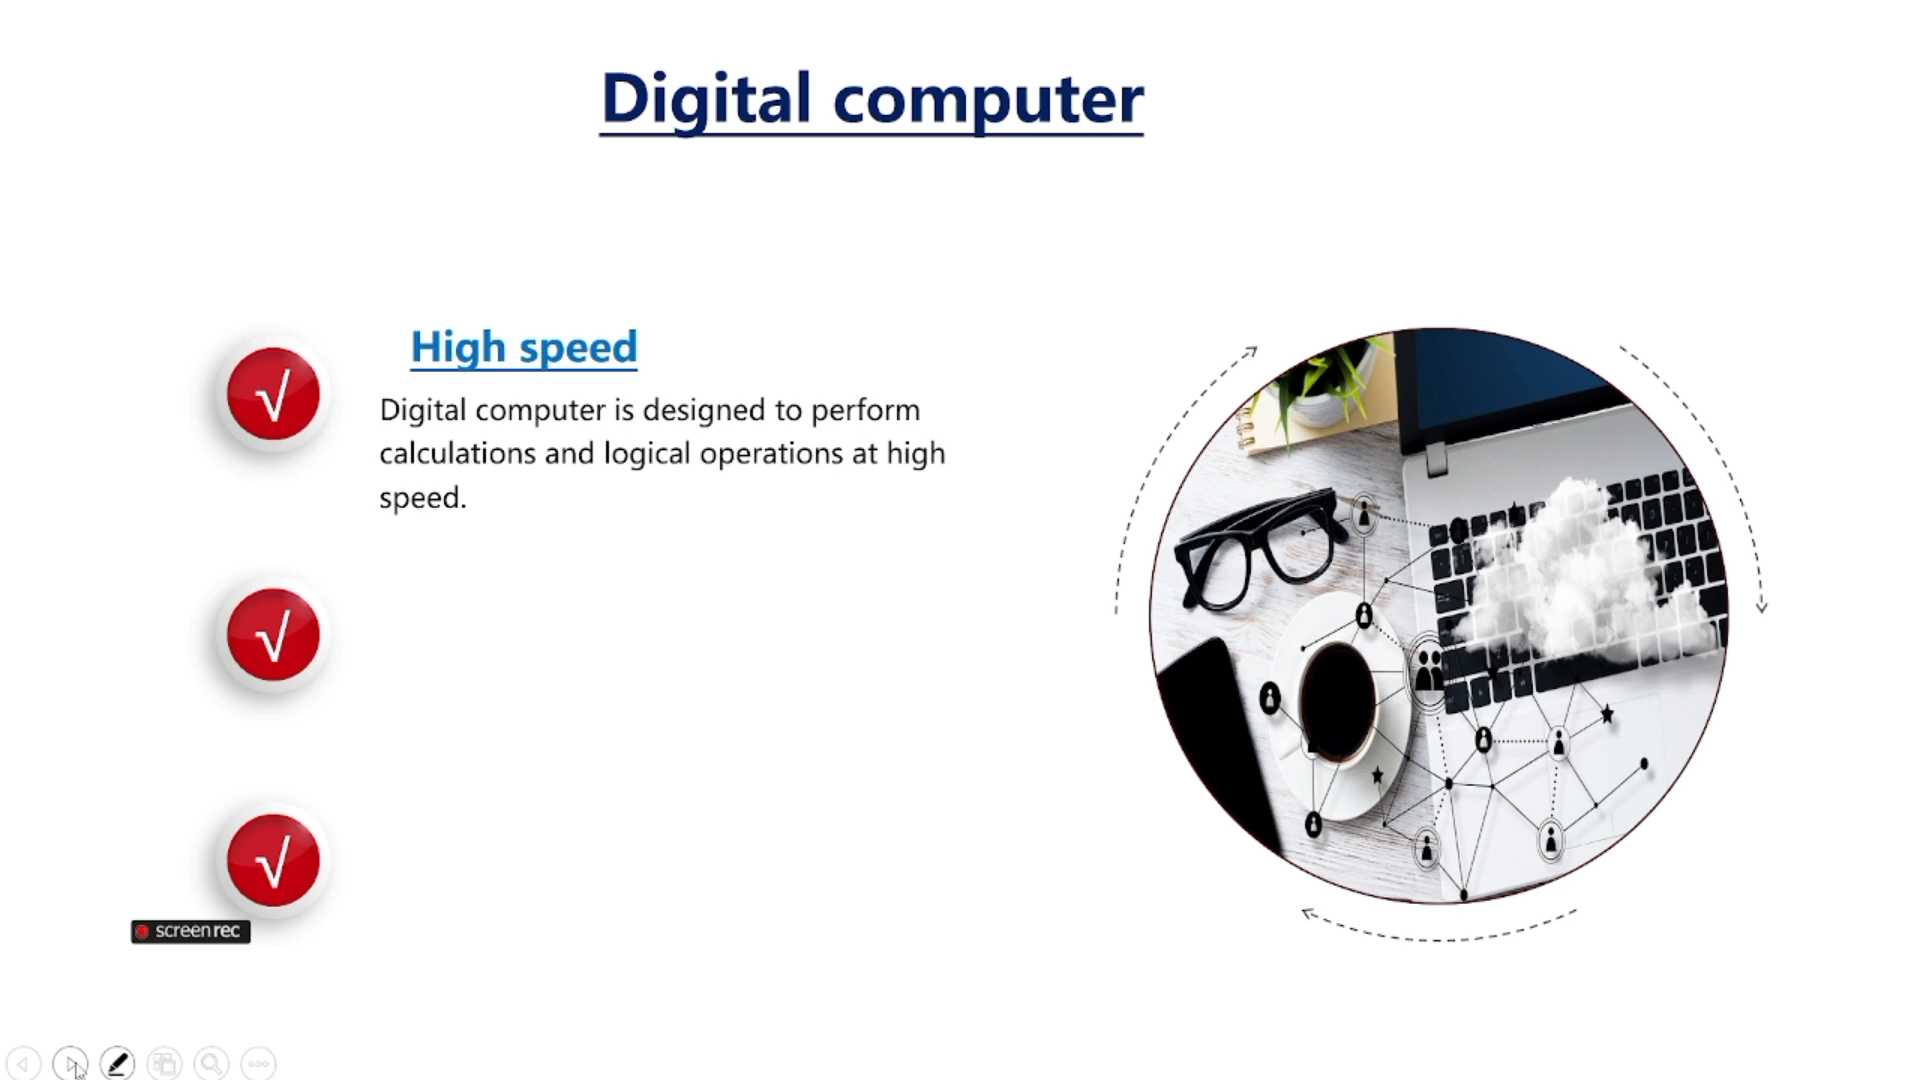 Digital computer
High speed
Digital computer is designed to perform
calculations and logical operations at high
speed.
screenrec